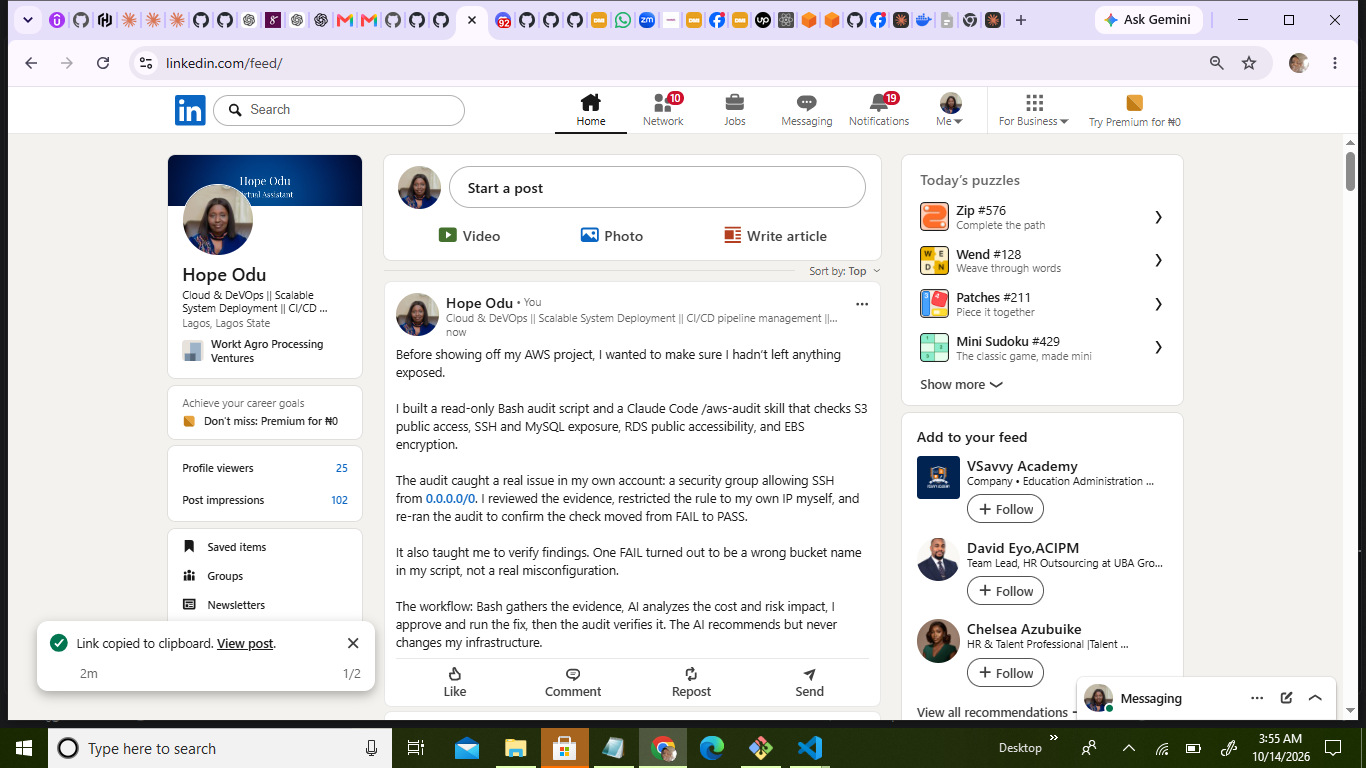 92
Ask Gemini
linkedin.com/feed/
Search
Home
10
Network
Jobs
Messaging
19
Notifications
Me
For Business
Try Premium for ₦0
Hope Odu
Virtual Assistant
Hope Odu
Cloud & DeVOps || Scalable
System Deployment || CI/CD ...
Lagos, Lagos State
Workt Agro Processing
Ventures
Achieve your career goals
Don't miss: Premium for ₦0
Profile viewers 25
Post impressions 102
Saved items
Groups
Newsletters
Link copied to clipboard. View post.
2m 1/2
Start a post
Video
Photo
Write article
Sort by: Top
Hope Odu • You
Cloud & DeVOps || Scalable System Deployment || CI/CD pipeline management ||...
now
Before showing off my AWS project, I wanted to make sure I hadn’t left anything
exposed.
I built a read-only Bash audit script and a Claude Code /aws-audit skill that checks S3
public access, SSH and MySQL exposure, RDS public accessibility, and EBS
encryption.
The audit caught a real issue in my own account: a security group allowing SSH
from 0.0.0.0/0. I reviewed the evidence, restricted the rule to my own IP myself, and
re-ran the audit to confirm the check moved from FAIL to PASS.
It also taught me to verify findings. One FAIL turned out to be a wrong bucket name
in my script, not a real misconfiguration.
The workflow: Bash gathers the evidence, AI analyzes the cost and risk impact, I
approve and run the fix, then the audit verifies it. The AI recommends but never
changes my infrastructure.
Like
Comment
Repost
Send
Today’s puzzles
Zip #576
Complete the path
Wend #128
Weave through words
Patches #211
Piece it together
Mini Sudoku #429
The classic game, made mini
Show more
Add to your feed
VSavvy Academy
Company • Education Administration ...
+ Follow
David Eyo,ACIPM
Team Lead, HR Outsourcing at UBA Gro...
+ Follow
Chelsea Azubuike
HR & Talent Professional |Talent ...
+ Follow
View all recommendations
Messaging
Type here to search
Desktop
3:55 AM
10/14/2026